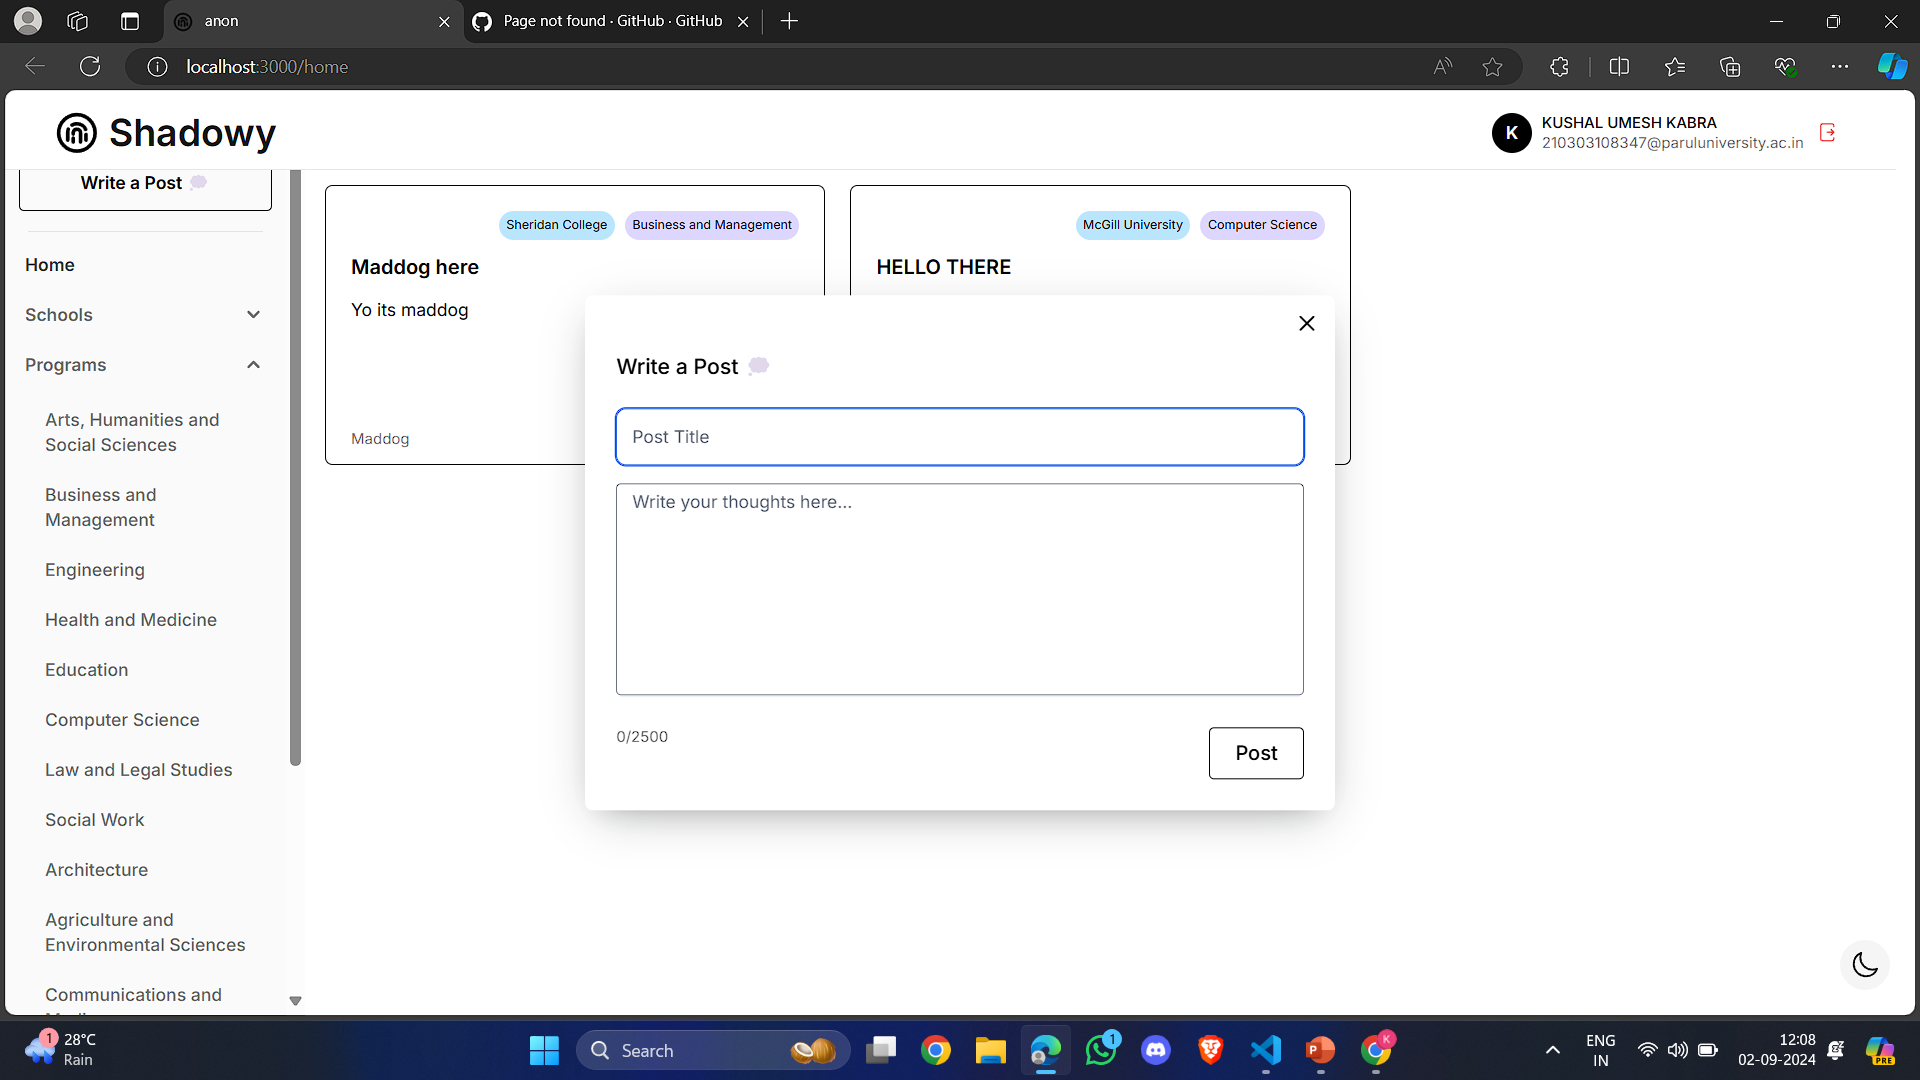 anon
Page not found · GitHub · GitHub
localhost:3000/home
Shadowy
K
KUSHAL UMESH KABRA
210303108347@paruluniversity.ac.in
Write a Post
Home
Schools
Programs
Arts, Humanities and
Social Sciences
Business and
Management
Engineering
Health and Medicine
Education
Computer Science
Law and Legal Studies
Social Work
Architecture
Agriculture and
Environmental Sciences
Communications and
Sheridan College
Business and Management
Maddog here
Yo its maddog
Maddog
McGill University
Computer Science
HELLO THERE
Write a Post
Post Title
Write your thoughts here...
0/2500
Post
1
28°C
Rain
Search
1
P
K
ENG
IN
12:08
02-09-2024
PRE